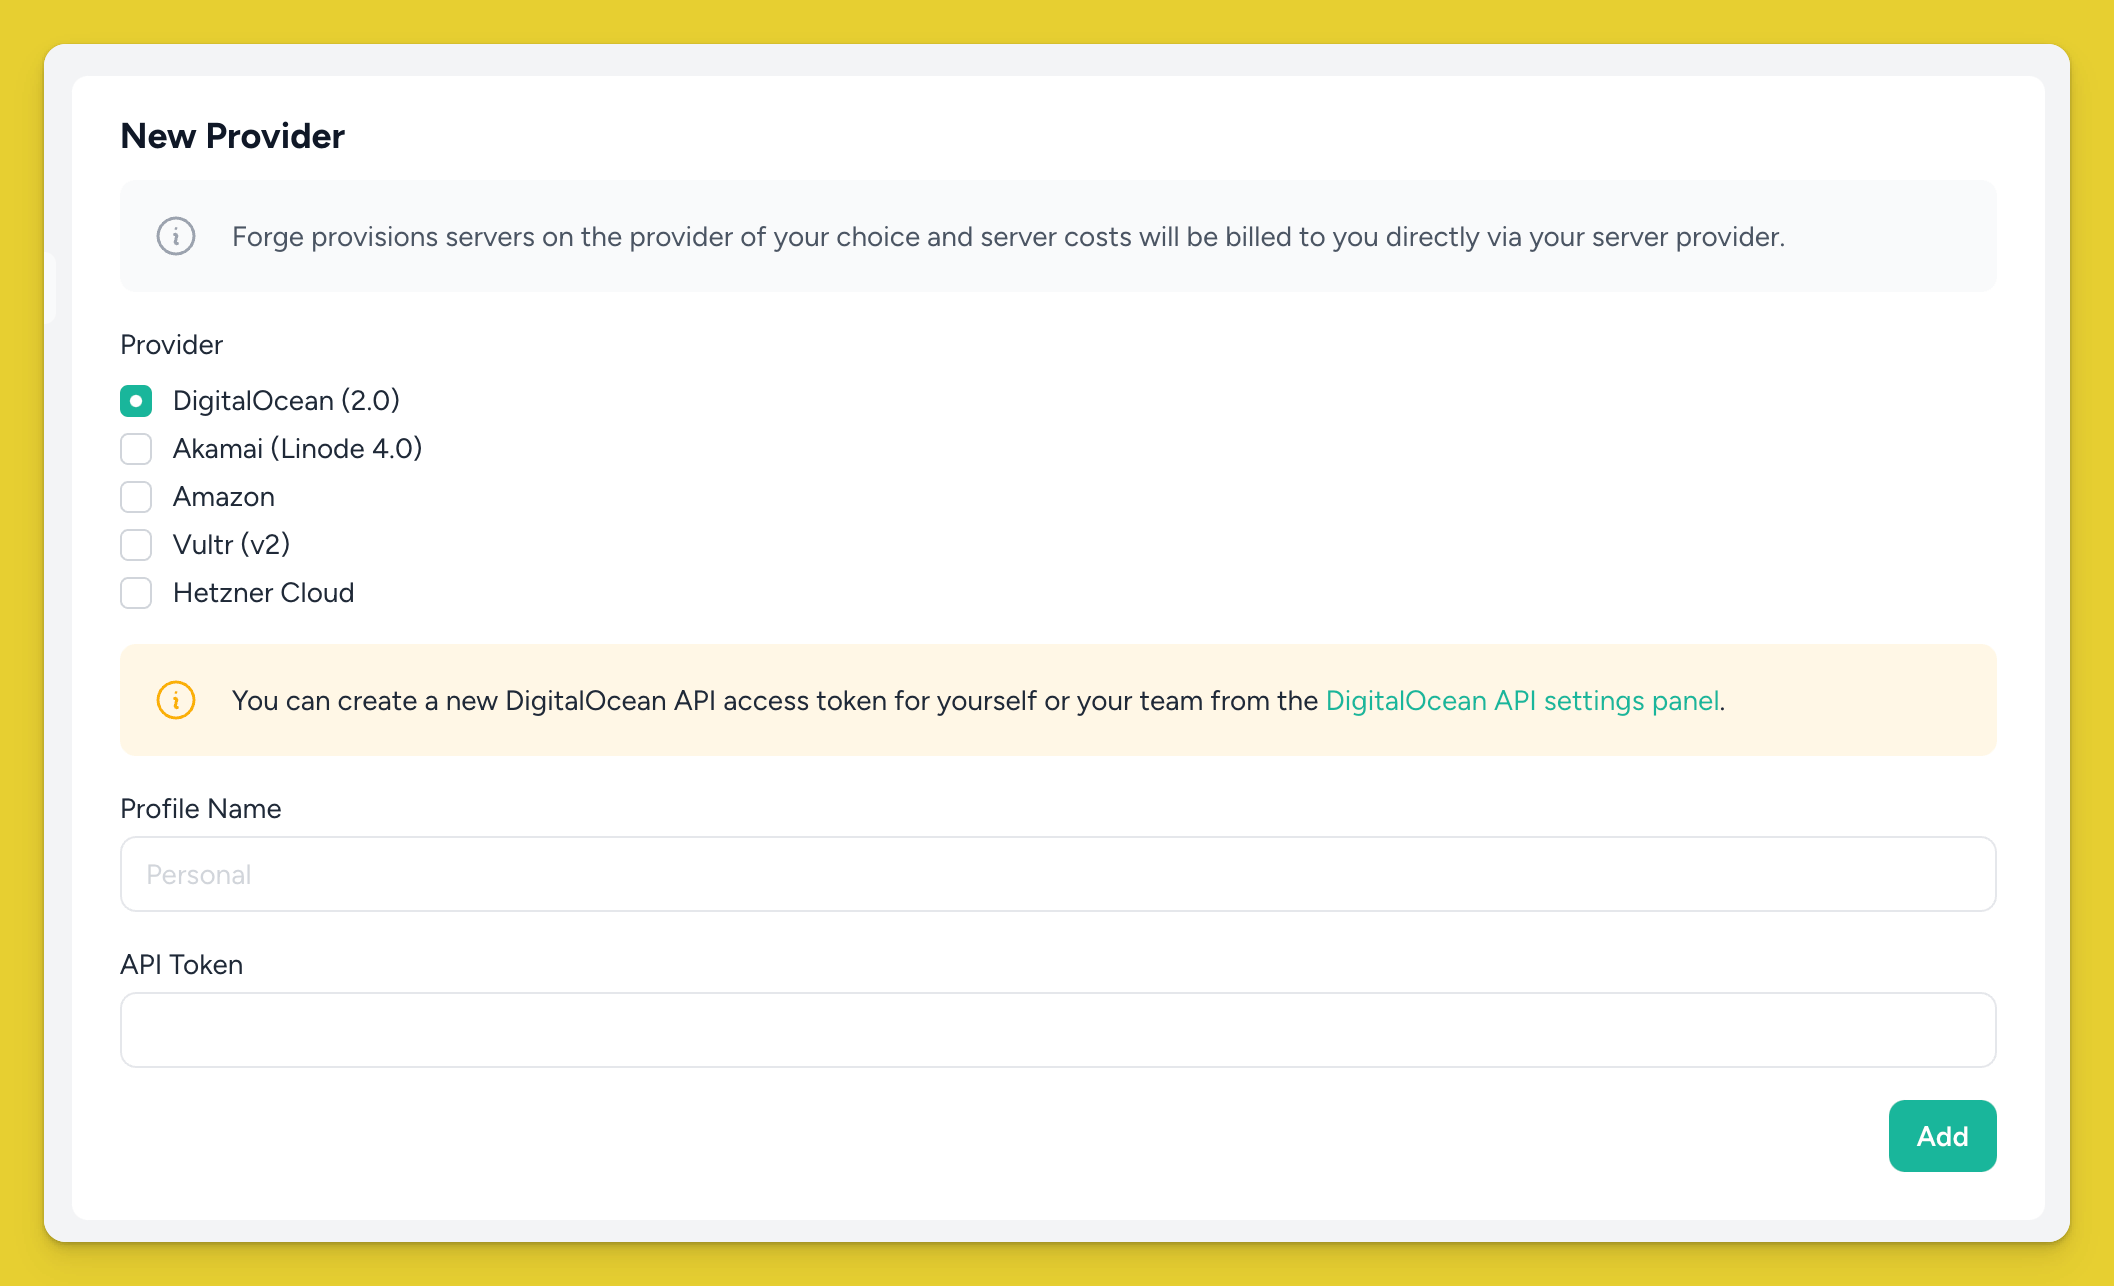 New Provider
Forge provisions servers on the provider of your choice and server costs will be billed to you directly via your server provider.
Provider
DigitalOcean (2.0)
Akamai (Linode 4.0)
Amazon
Vultr (v2)
Hetzner Cloud
You can create a new DigitalOcean API access token for yourself or your team from the DigitalOcean API settings panel.
Profile Name
Personal
API Token
Add